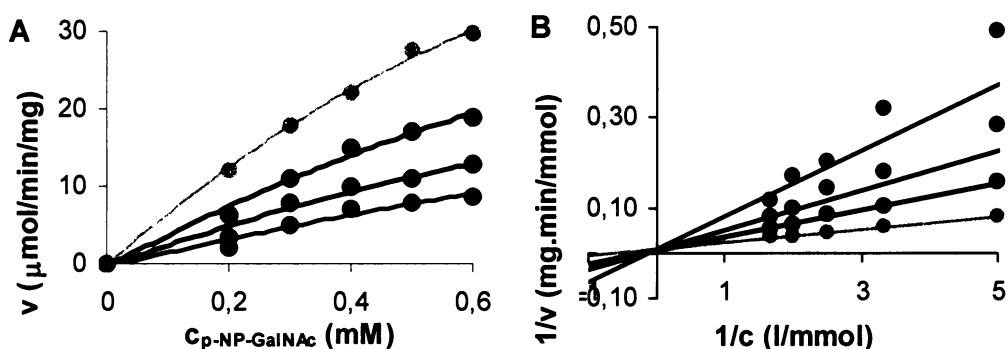 A
30
20
10
0
v (μmol/min/mg)
0 0,2 0,4 0,6
c p-NP-GalNAc (mM)
B
0,50
0,30
0,10
-0,10
1/v (mg.min/mmol)
-1 1 3 5
1/c (l/mmol)